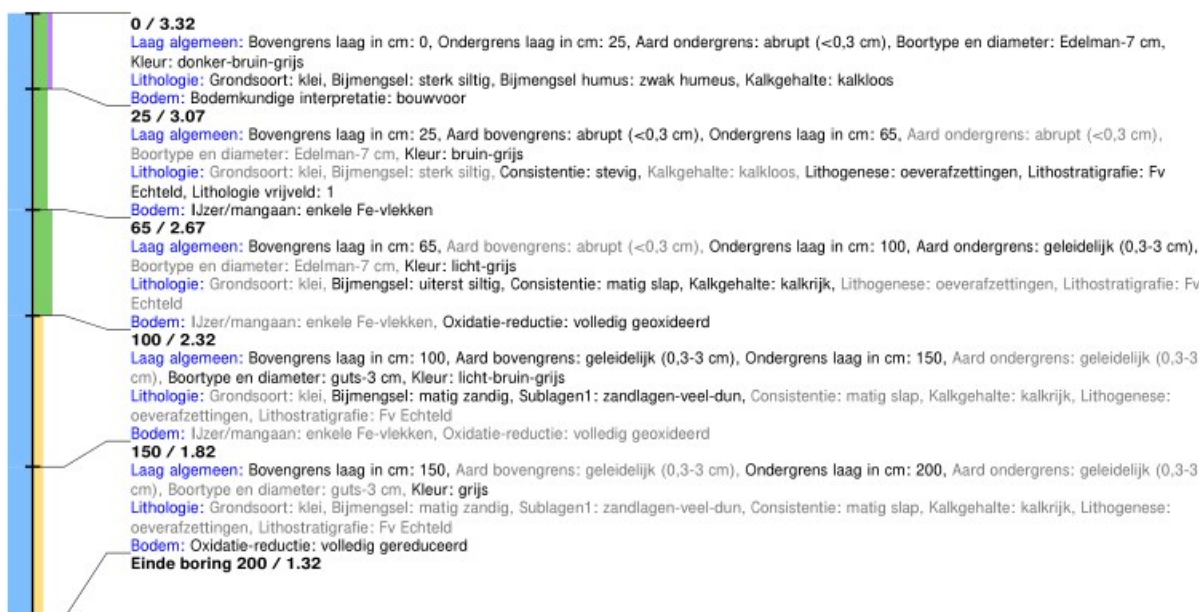 0 / 3.32
Laag algemeen: Bovengrens laag in cm: 0, Ondergrens laag in cm: 25, Aard ondergrens: abrupt (<0,3 cm), Boortype en diameter: Edelman-7 cm,
Kleur: donker-bruin-grijs
Lithologie: Grondsoort: klei, Bijmengsel: sterk siltig, Bijmengsel humus: zwak humeus, Kalkgehalte: kalkloos
Bodem: Bodemkundige interpretatie: bouwvoor
25 / 3.07
Laag algemeen: Bovengrens laag in cm: 25, Aard bovengrens: abrupt (<0,3 cm), Ondergrens laag in cm: 65, Aard ondergrens: abrupt (<0,3 cm),
Boortype en diameter: Edelman-7 cm, Kleur: bruin-grijs
Lithologie: Grondsoort: klei, Bijmengsel: sterk siltig, Consistentie: stevig, Kalkgehalte: kalkloos, Lithogenese: oeverafzettingen, Lithostratigrafie: Fv
Echteld, Lithologie vrijveld: 1
Bodem: IJzer/mangaan: enkele Fe-vlekken
65 / 2.67
Laag algemeen: Bovengrens laag in cm: 65, Aard bovengrens: abrupt (<0,3 cm), Ondergrens laag in cm: 100, Aard ondergrens: geleidelijk (0,3-3 cm),
Boortype en diameter: Edelman-7 cm, Kleur: licht-grijs
Lithologie: Grondsoort: klei, Bijmengsel: uiterst siltig, Consistentie: matig slap, Kalkgehalte: kalkrijk, Lithogenese: oeverafzettingen, Lithostratigrafie: Fv
Echteld
Bodem: IJzer/mangaan: enkele Fe-vlekken, Oxidatie-reductie: volledig geoxideerd
100 / 2.32
Laag algemeen: Bovengrens laag in cm: 100, Aard bovengrens: geleidelijk (0,3-3 cm), Ondergrens laag in cm: 150, Aard ondergrens: geleidelijk (0,3-3
cm), Boortype en diameter: guts-3 cm, Kleur: licht-bruin-grijs
Lithologie: Grondsoort: klei, Bijmengsel: matig zandig, Sublagen1: zandlagen-veel-dun, Consistentie: matig slap, Kalkgehalte: kalkrijk, Lithogenese:
oeverafzettingen, Lithostratigrafie: Fv Echteld
Bodem: IJzer/mangaan: enkele Fe-vlekken, Oxidatie-reductie: volledig geoxideerd
150 / 1.82
Laag algemeen: Bovengrens laag in cm: 150, Aard bovengrens: geleidelijk (0,3-3 cm), Ondergrens laag in cm: 200, Aard ondergrens: geleidelijk (0,3-3
cm), Boortype en diameter: guts-3 cm, Kleur: grijs
Lithologie: Grondsoort: klei, Bijmengsel: matig zandig, Sublagen1: zandlagen-veel-dun, Consistentie: matig slap, Kalkgehalte: kalkrijk, Lithogenese:
oeverafzettingen, Lithostratigrafie: Fv Echteld
Bodem: Oxidatie-reductie: volledig gereduceerd
Einde boring 200 / 1.32